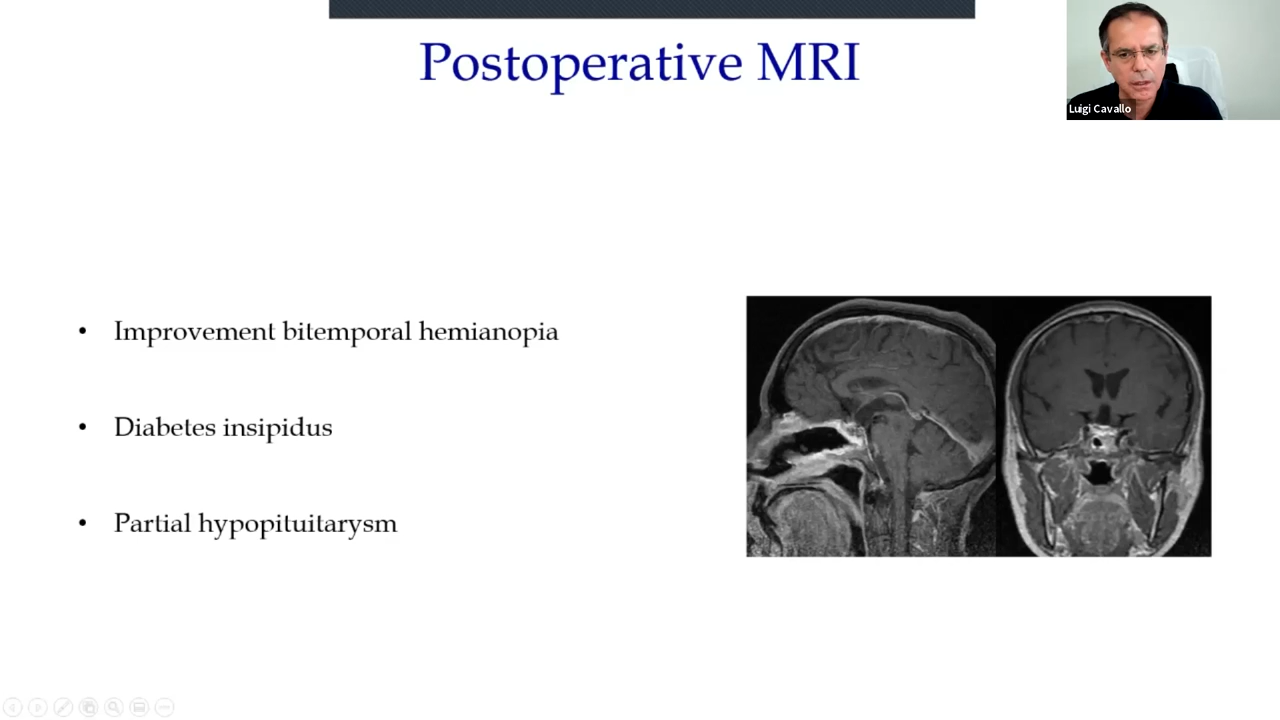 Postoperative MRI
Luigi Cavallo
• Improvement bitemporal hemianopia
• Diabetes insipidus
• Partial hypopituitarysm